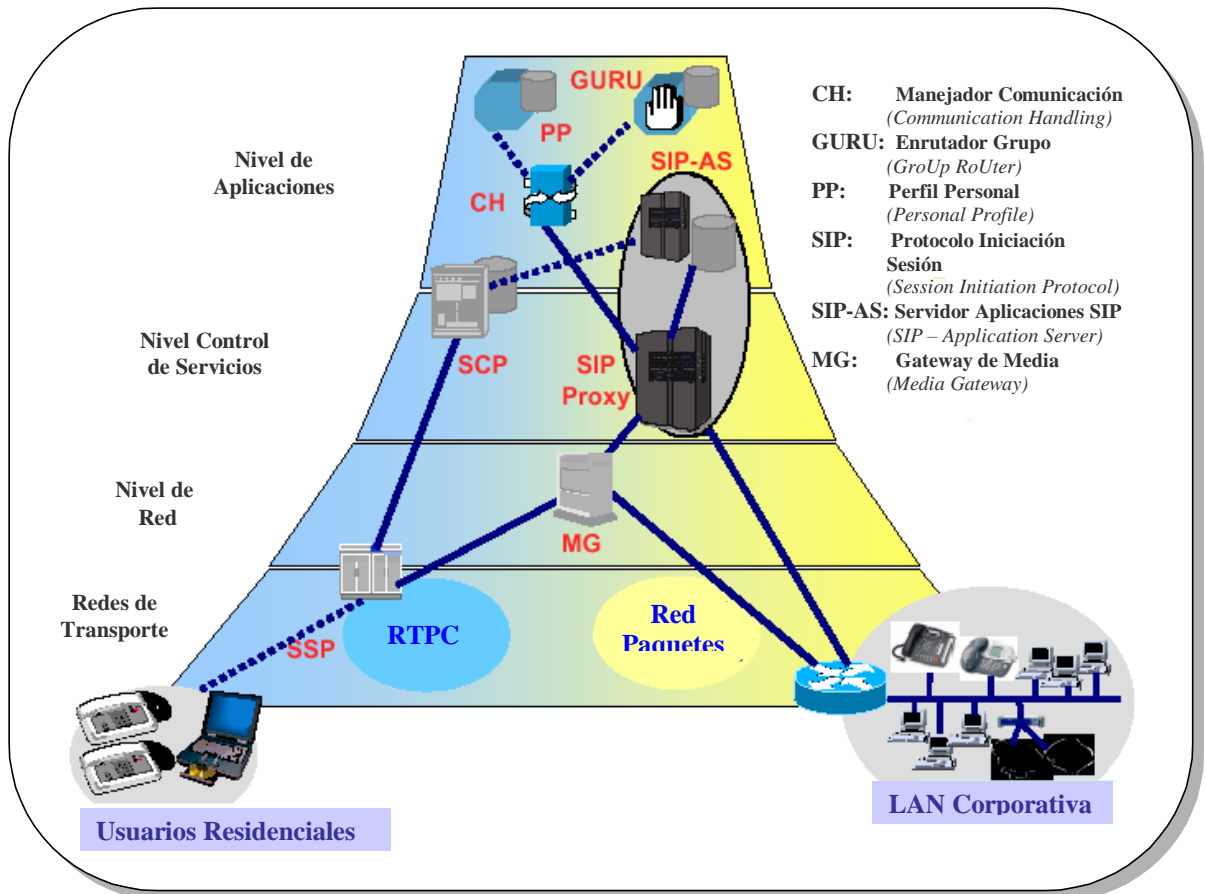 GURU
PP
SIP-AS
CH
SCP
SIP
Proxy
MG
SSP
RTPC
Red
Paquetes
Nivel de
Aplicaciones
Nivel Control
de Servicios
Nivel de
Red
Redes de
Transporte
Usuarios Residenciales
LAN Corporativa
CH: Manejador Comunicación
(Communication Handling)
GURU: Enrutador Grupo
(GroUp RoUter)
PP: Perfil Personal
(Personal Profile)
SIP: Protocolo Iniciación
Sesión
(Session Initiation Protocol)
SIP-AS: Servidor Aplicaciones SIP
(SIP – Application Server)
MG: Gateway de Media
(Media Gateway)